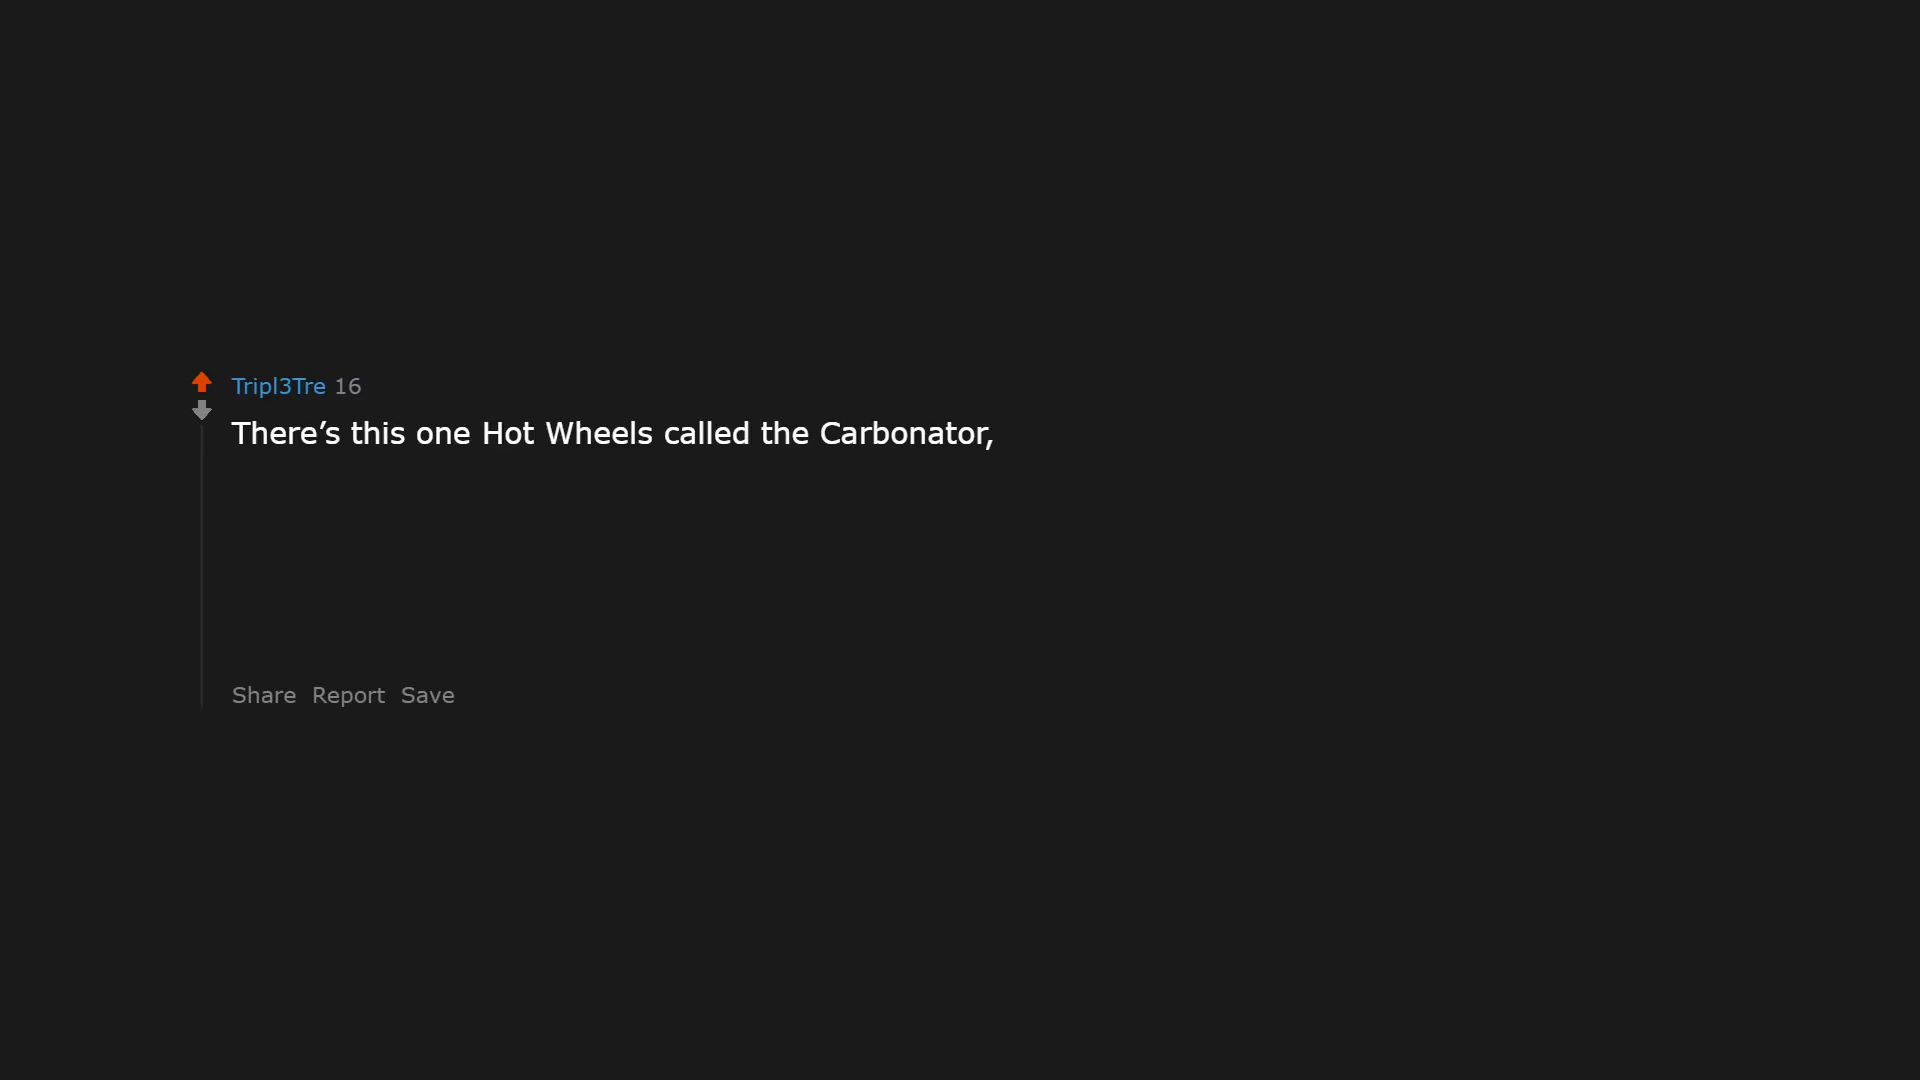 Tripl3Tre 16
There’s this one Hot Wheels called the Carbonator,
Share Report Save